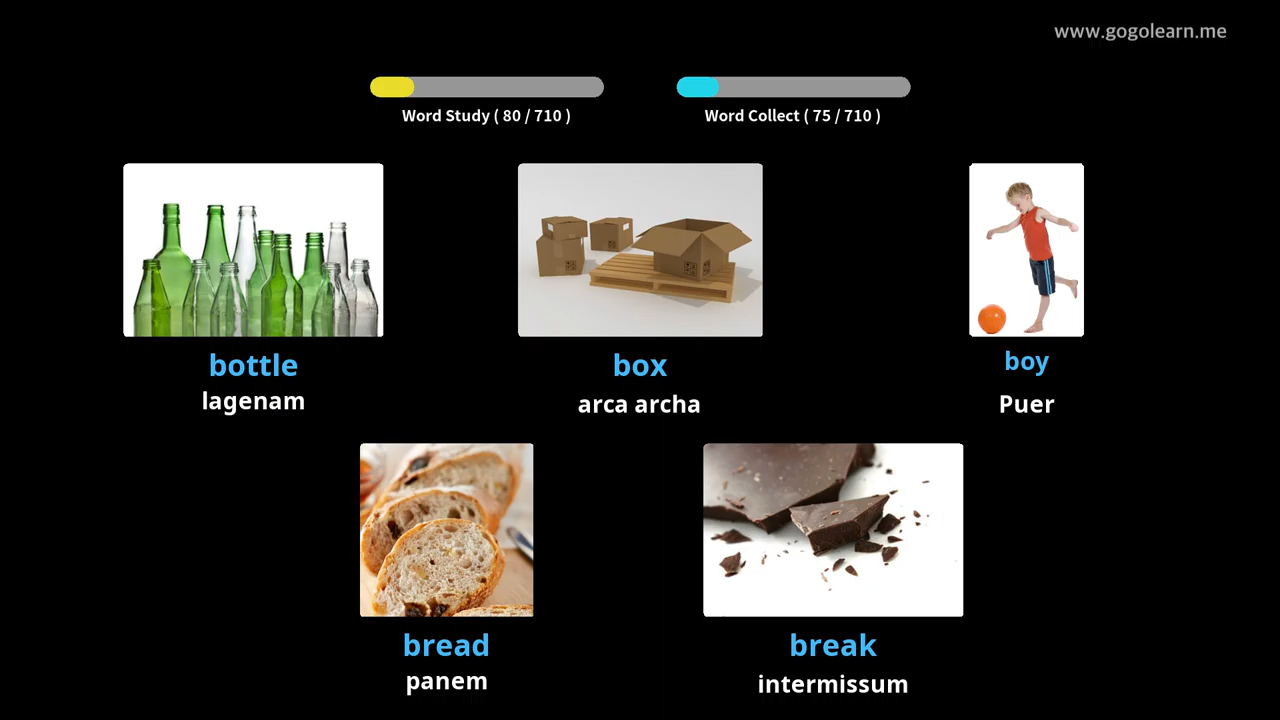 www.gogolearn.me
Word Study ( 80 / 710 )
Word Collect ( 75 / 710 )
bottle
lagenam
box
arca archa
boy
Puer
bread
panem
break
intermissum